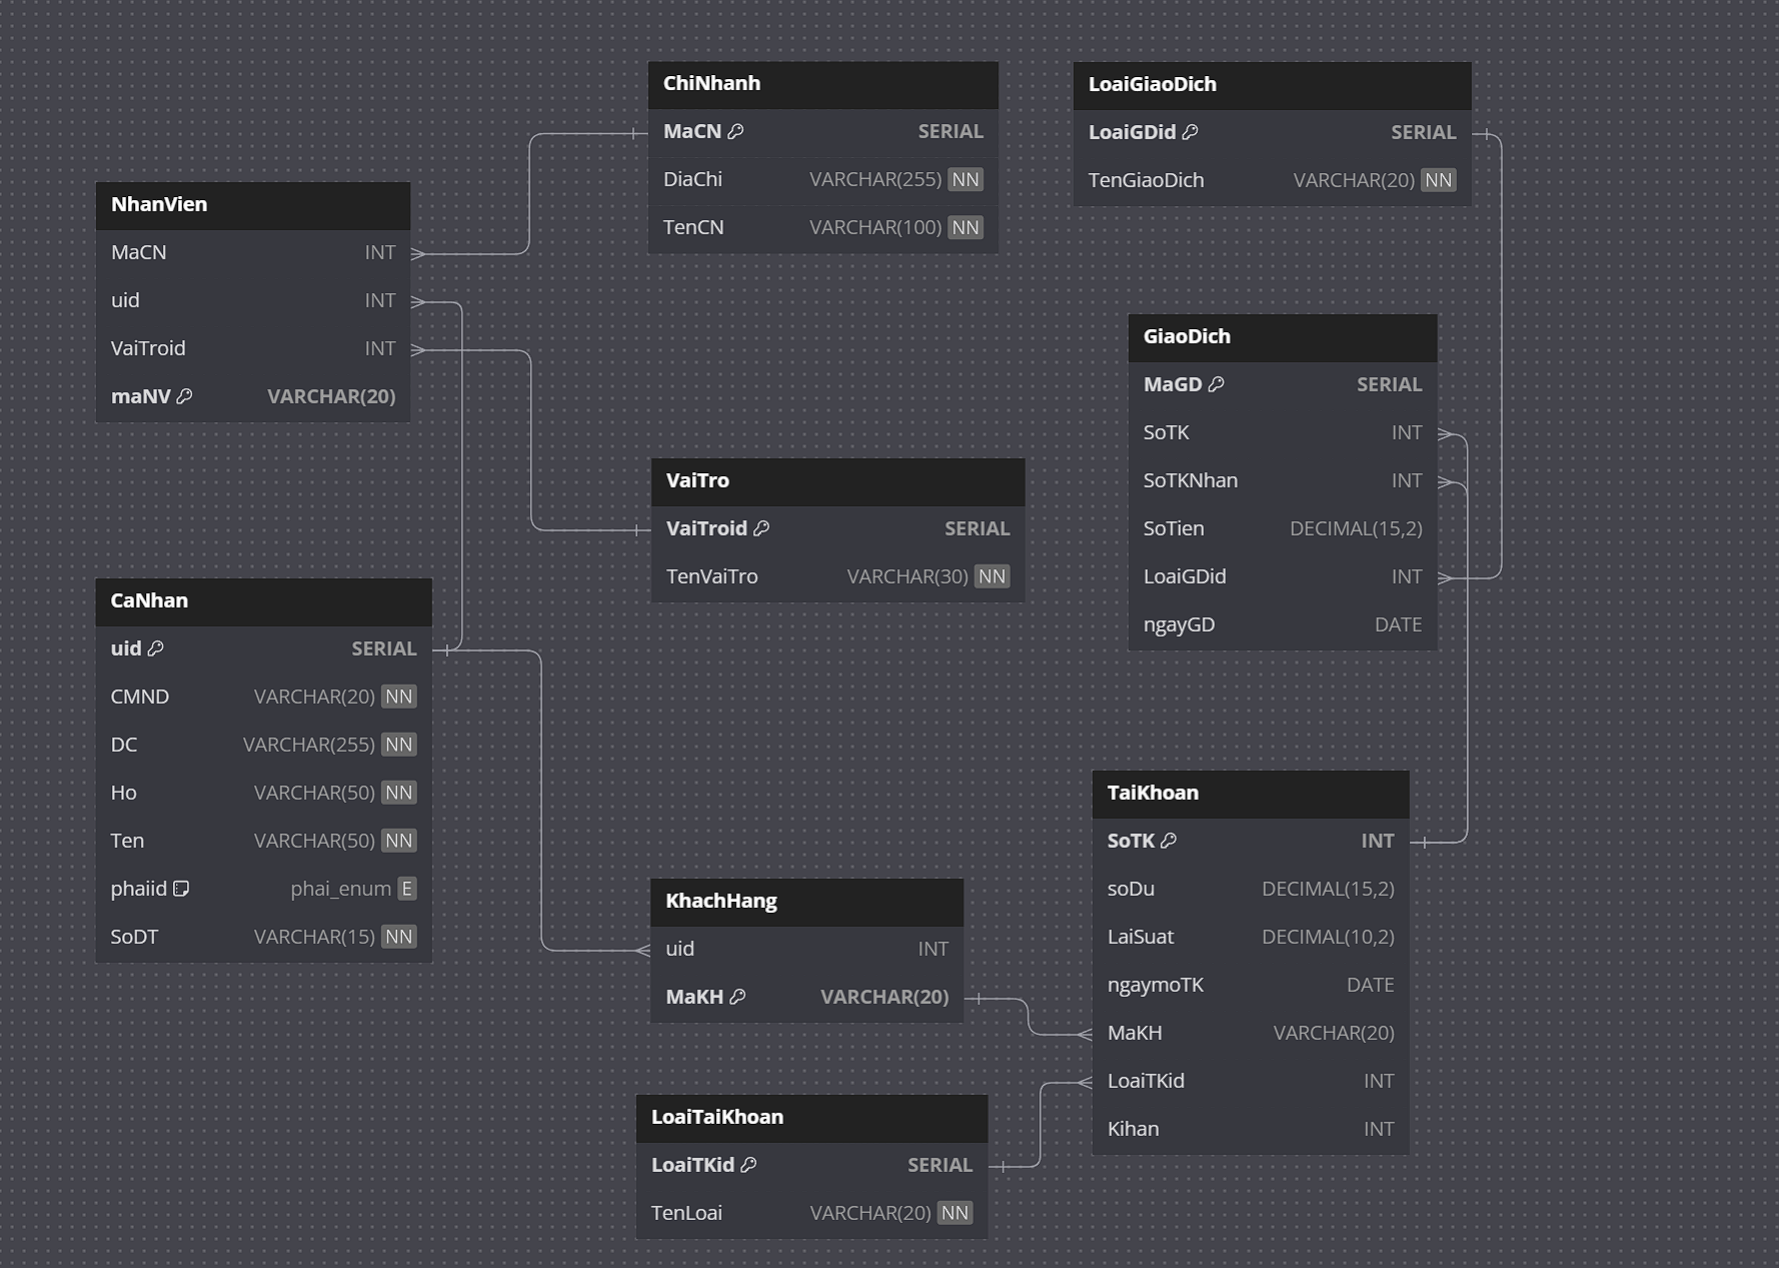 ChiNhanh
MaCN SERIAL
DiaChi VARCHAR(255) NN
TenCN VARCHAR(100) NN
LoaiGiaoDich
LoaiGDid SERIAL
TenGiaoDich VARCHAR(20) NN
NhanVien
MaCN INT
uid INT
VaiTroid INT
maNV VARCHAR(20)
GiaoDich
MaGD SERIAL
SoTK INT
SoTKNhan INT
SoTien DECIMAL(15,2)
LoaiGDid INT
ngayGD DATE
VaiTro
VaiTroid SERIAL
TenVaiTro VARCHAR(30) NN
CaNhan
uid SERIAL
CMND VARCHAR(20) NN
DC VARCHAR(255) NN
Ho VARCHAR(50) NN
Ten VARCHAR(50) NN
phaiid phai_enum E
SoDT VARCHAR(15) NN
TaiKhoan
SoTK INT
soDu DECIMAL(15,2)
LaiSuat DECIMAL(10,2)
ngaymoTK DATE
MaKH VARCHAR(20)
LoaiTKid INT
Kihan INT
KhachHang
uid INT
MaKH VARCHAR(20)
LoaiTaiKhoan
LoaiTKid SERIAL
TenLoai VARCHAR(20) NN